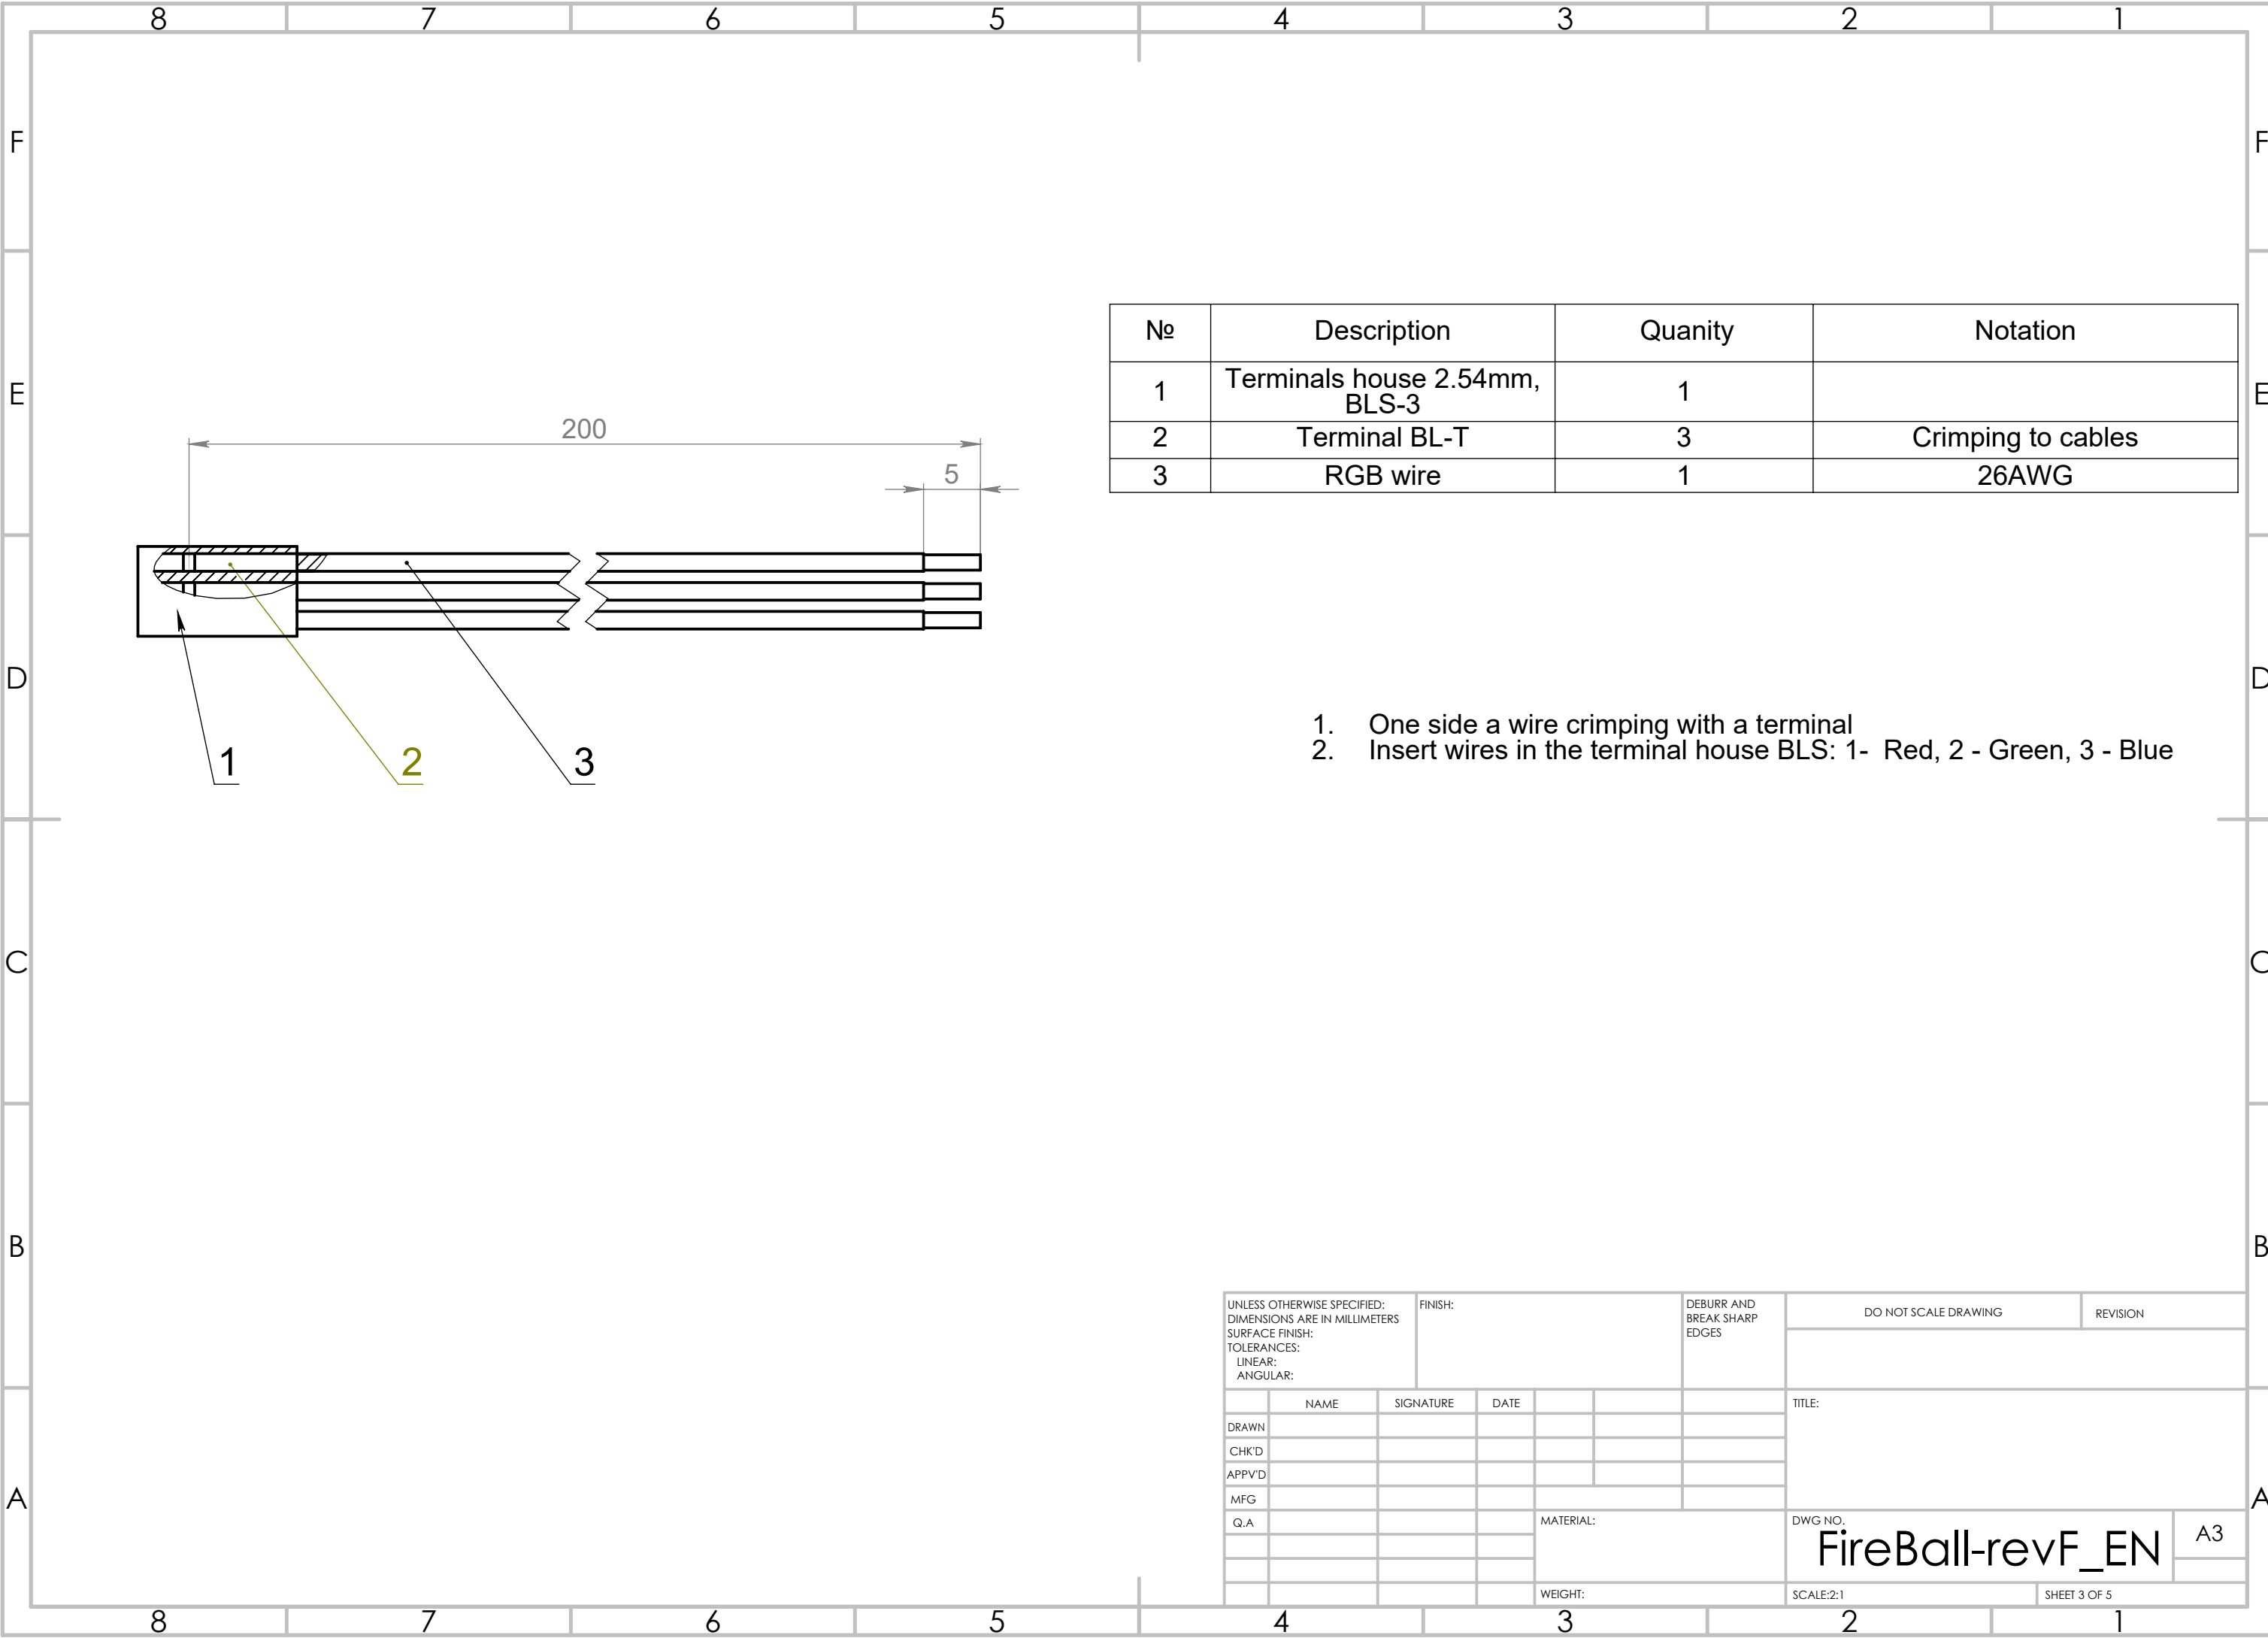 8 7 6 5 4 3 2 1
F F
№ Description Quanity Notation
1 Terminals house 2.54mm, BLS-3 1
2 Terminal BL-T 3 Crimping to cables
3 RGB wire 1 26AWG
E E
200
5
D D
1 2 3
1. One side a wire crimping with a terminal
2. Insert wires in the terminal house BLS: 1- Red, 2 - Green, 3 - Blue
C C
B B
UNLESS OTHERWISE SPECIFIED:
DIMENSIONS ARE IN MILLIMETERS
SURFACE FINISH:
TOLERANCES:
LINEAR:
ANGULAR:
FINISH:
DEBURR AND
BREAK SHARP
EDGES
DO NOT SCALE DRAWING
REVISION
NAME SIGNATURE DATE
DRAWN
CHK'D
APPV'D
MFG
Q.A
TITLE:
A A
MATERIAL:
DWG NO.
FireBall-revF_EN
A3
WEIGHT:
SCALE:2:1
SHEET 3 OF 5
8 7 6 5 4 3 2 1